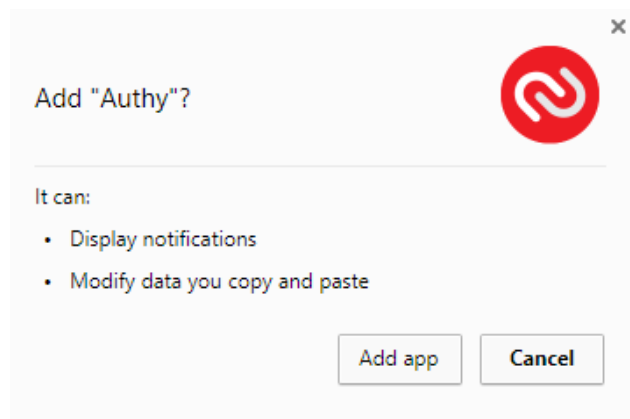 Add "Authy"?
It can:
• Display notifications
• Modify data you copy and paste
Add app
Cancel